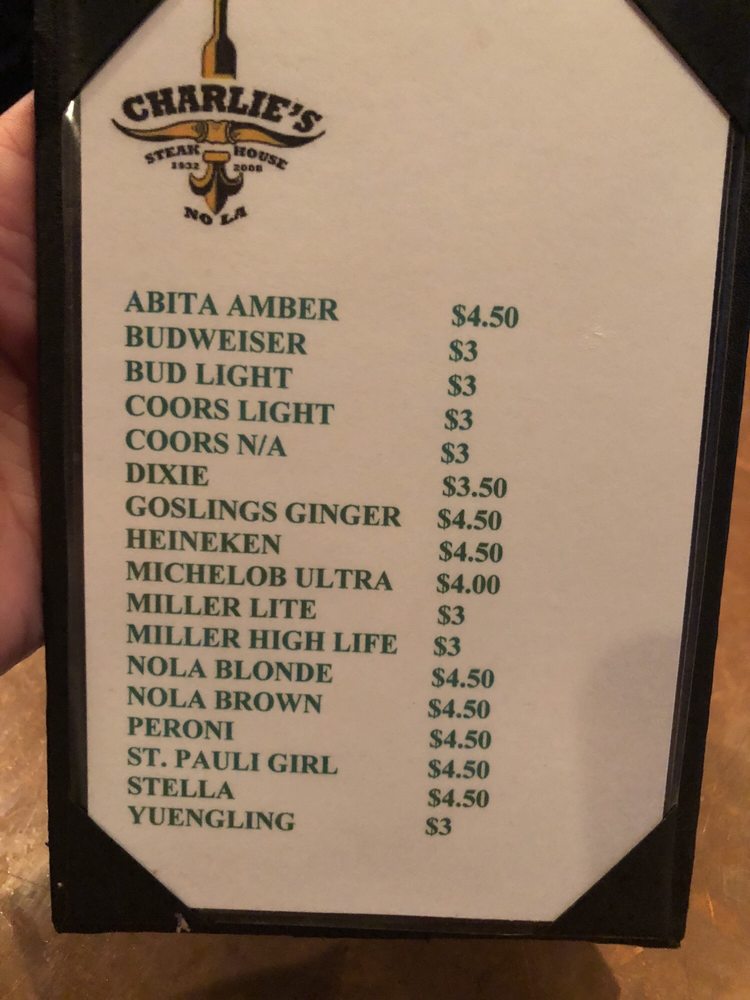 CHARLIE'S
STEAK HOUSE
1932 2008
NO LA
ABITA AMBER $4.50
BUDWEISER $3
BUD LIGHT $3
COORS LIGHT $3
COORS N/A $3
DIXIE $3.50
GOSLINGS GINGER $4.50
HEINEKEN $4.50
MICHELOB ULTRA $4.00
MILLER LITE $3
MILLER HIGH LIFE $3
NOLA BLONDE $4.50
NOLA BROWN $4.50
PERONI $4.50
ST. PAULI GIRL $4.50
STELLA $4.50
YUENGLING $3